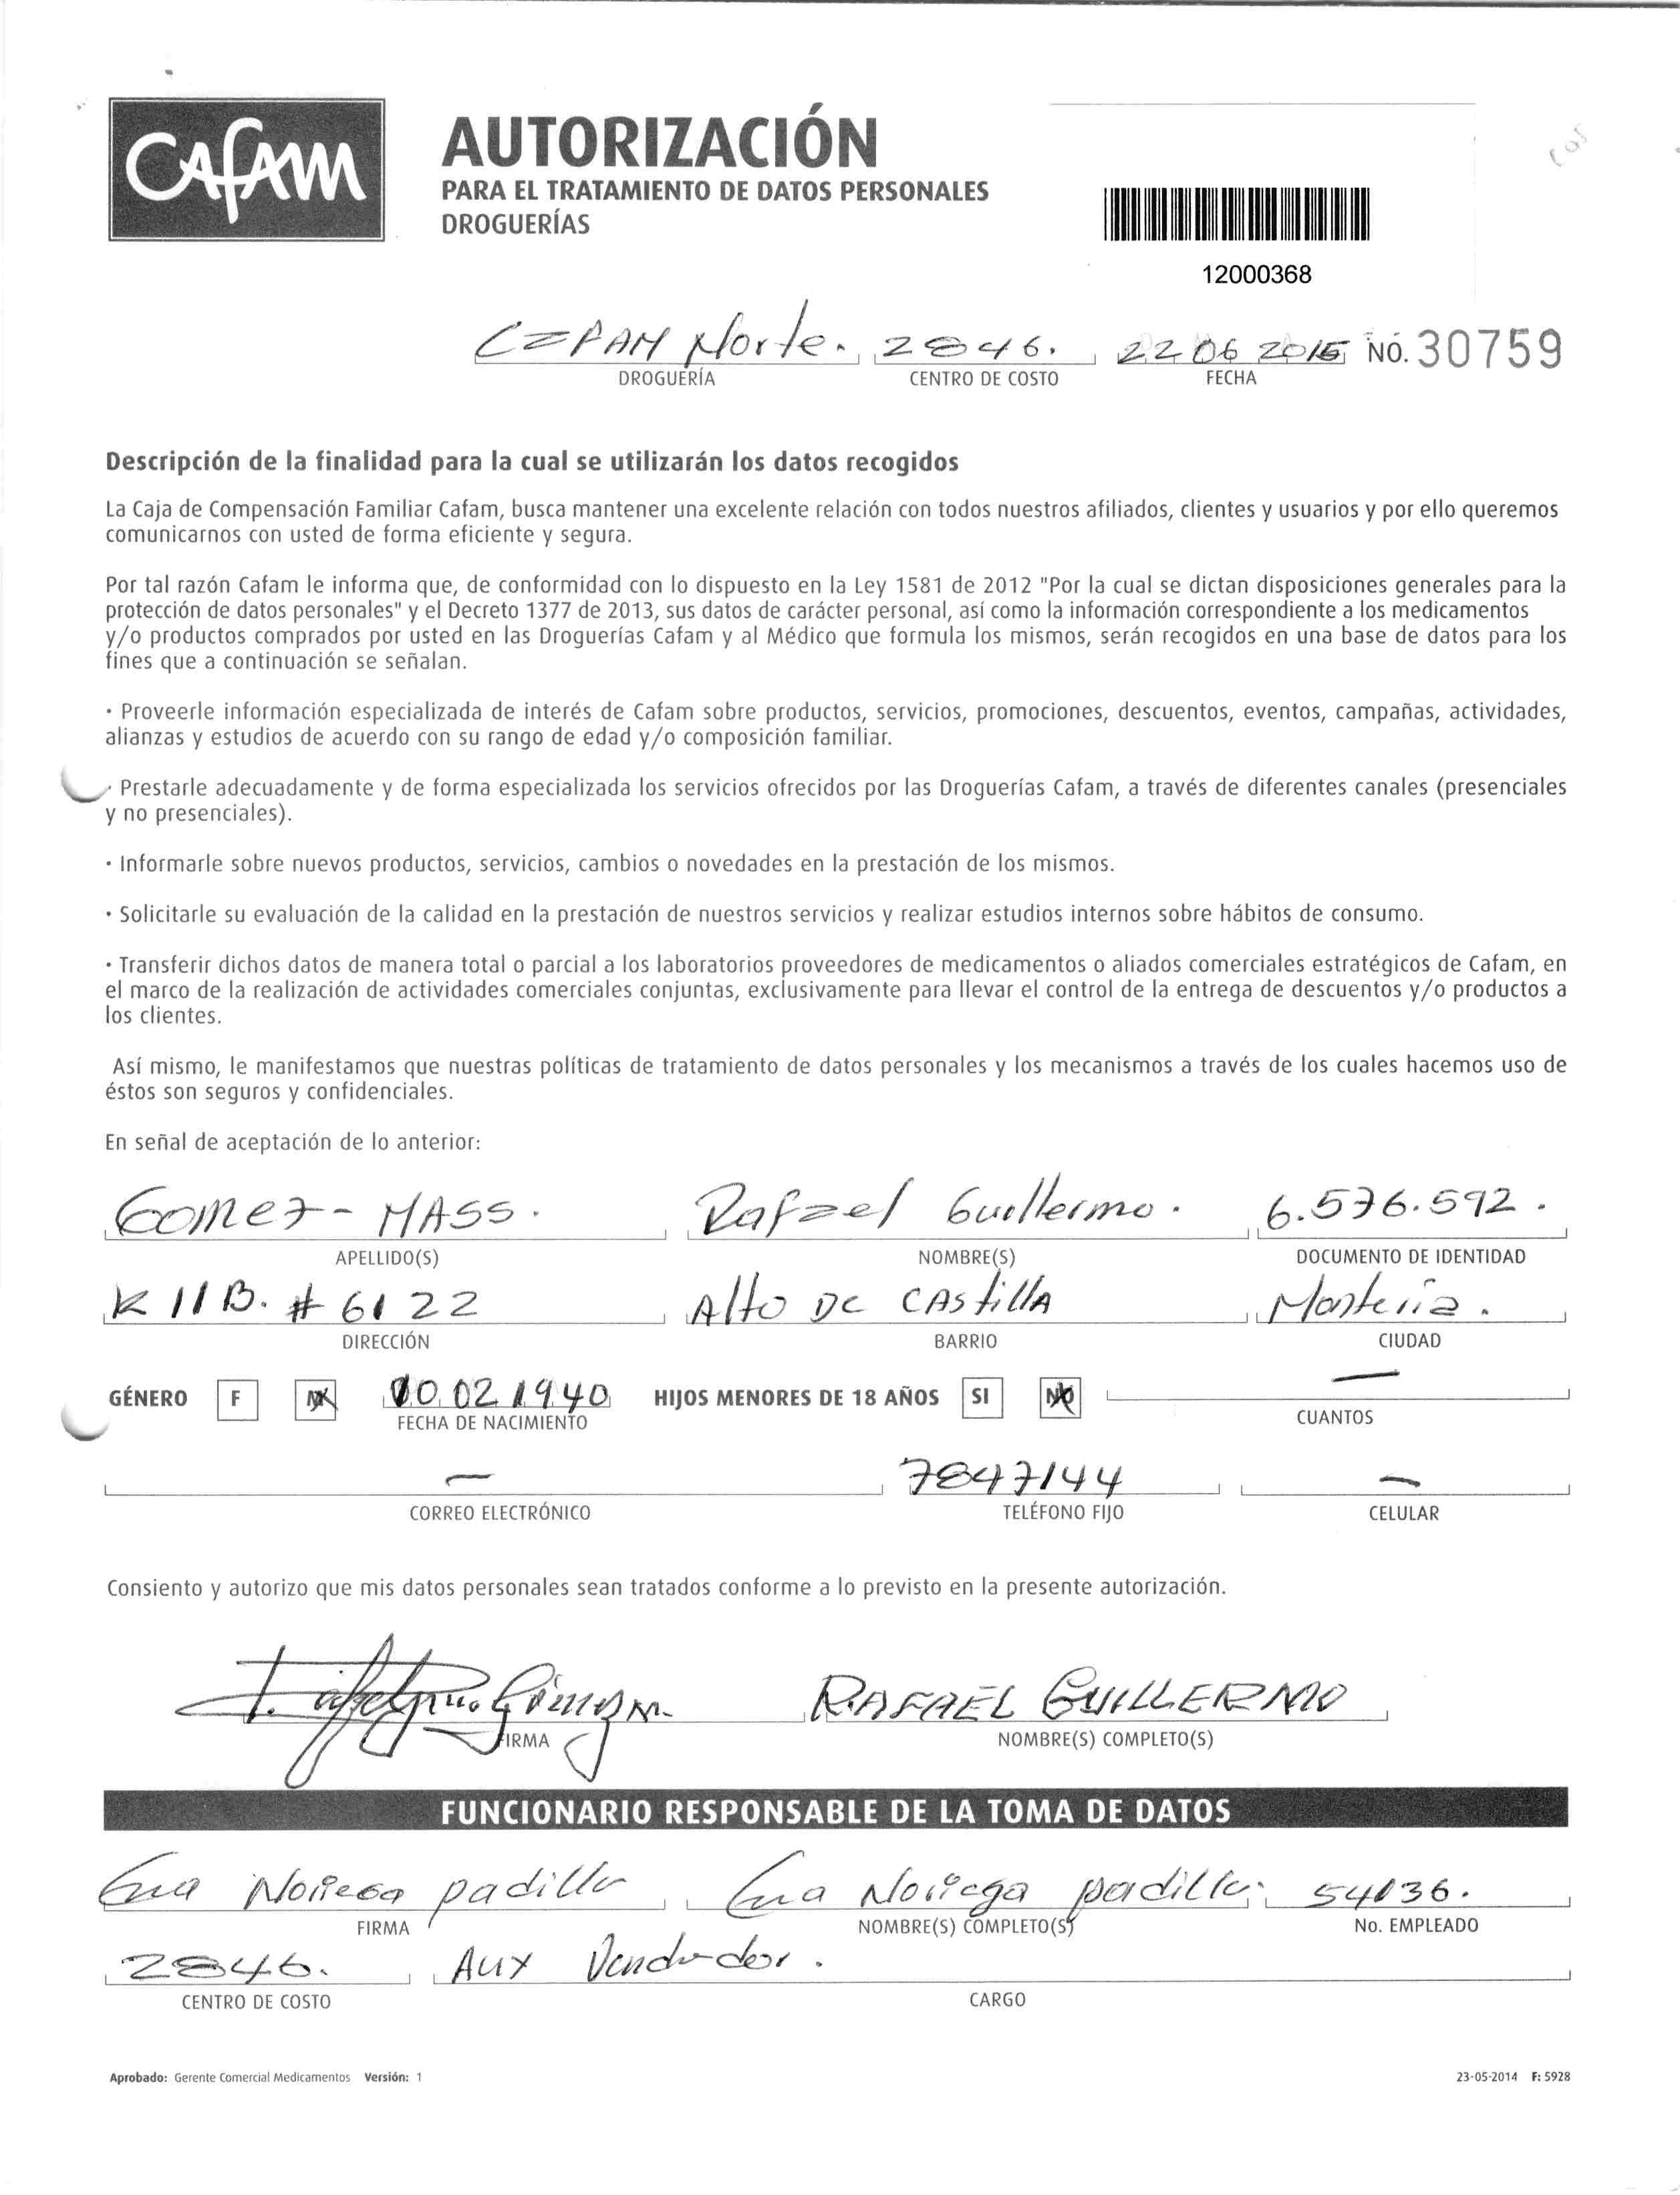 CAFAM
AUTORIZACIÓN
PARA EL TRATAMIENTO DE DATOS PERSONALES
DROGUERÍAS
12000368
CAFAM Norte. 2846. 22 06 2015 NO. 30759
DROGUERÍA CENTRO DE COSTO FECHA
Descripción de la finalidad para la cual se utilizarán los datos recogidos
La Caja de Compensación Familiar Cafam, busca mantener una excelente relación con todos nuestros afiliados, clientes y usuarios y por ello queremos
comunicarnos con usted de forma eficiente y segura.
Por tal razón Cafam le informa que, de conformidad con lo dispuesto en la Ley 1581 de 2012 "Por la cual se dictan disposiciones generales para la
protección de datos personales" y el Decreto 1377 de 2013, sus datos de carácter personal, así como la información correspondiente a los medicamentos
y/o productos comprados por usted en las Droguerías Cafam y al Médico que formula los mismos, serán recogidos en una base de datos para los
fines que a continuación se señalan.
· Proveerle información especializada de interés de Cafam sobre productos, servicios, promociones, descuentos, eventos, campañas, actividades,
alianzas y estudios de acuerdo con su rango de edad y/o composición familiar.
· Prestarle adecuadamente y de forma especializada los servicios ofrecidos por las Droguerías Cafam, a través de diferentes canales (presenciales
y no presenciales).
· Informarle sobre nuevos productos, servicios, cambios o novedades en la prestación de los mismos.
· Solicitarle su evaluación de la calidad en la prestación de nuestros servicios y realizar estudios internos sobre hábitos de consumo.
· Transferir dichos datos de manera total o parcial a los laboratorios proveedores de medicamentos o aliados comerciales estratégicos de Cafam, en
el marco de la realización de actividades comerciales conjuntas, exclusivamente para llevar el control de la entrega de descuentos y/o productos a
los clientes.
Así mismo, le manifestamos que nuestras políticas de tratamiento de datos personales y los mecanismos a través de los cuales hacemos uso de
éstos son seguros y confidenciales.
En señal de aceptación de lo anterior:
Gomez - MASS. Rafael Guillermo. 6.576.592.
APELLIDO(S) NOMBRE(S) DOCUMENTO DE IDENTIDAD
K 11 B. # 61 22 Alto DE CAStillA Montería.
DIRECCIÓN BARRIO CIUDAD
GÉNERO F M 10 02 1940 HIJOS MENORES DE 18 AÑOS SI NO —
FECHA DE NACIMIENTO CUANTOS
— 7847144 —
CORREO ELECTRÓNICO TELÉFONO FIJO CELULAR
Consiento y autorizo que mis datos personales sean tratados conforme a lo previsto en la presente autorización.
RAFAEL GUILLERMO
FIRMA NOMBRE(S) COMPLETO(S)
FUNCIONARIO RESPONSABLE DE LA TOMA DE DATOS
Noriega padilla Noriega padilla 54136.
FIRMA NOMBRE(S) COMPLETO(S) No. EMPLEADO
2846. Aux Vendedor.
CENTRO DE COSTO CARGO
Aprobado: Gerente Comercial Medicamentos Versión: 1 23-05-2014 F: 5928